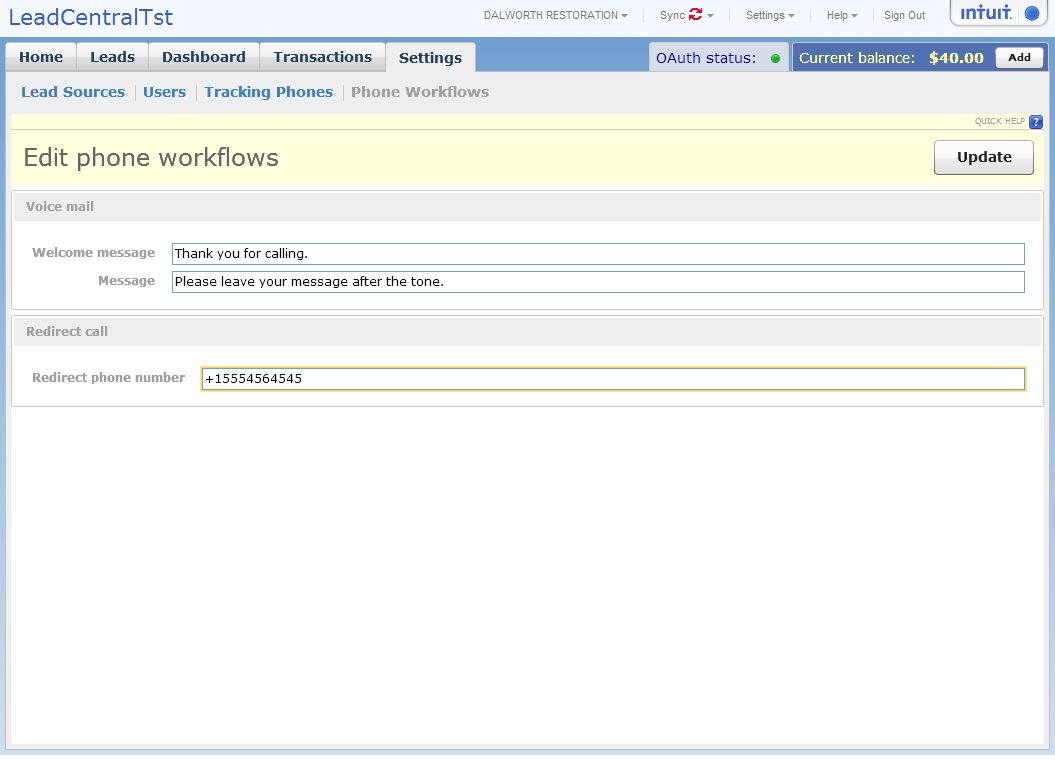 LeadCentralTst
DALWORTH RESTORATION Sync Settings Help Sign Out intuit.
Home Leads Dashboard Transactions Settings OAuth status: Current balance: $40.00 Add
Lead Sources Users Tracking Phones Phone Workflows
QUICK HELP ?
Edit phone workflows Update
Voice mail
Welcome message Thank you for calling.
Message Please leave your message after the tone.
Redirect call
Redirect phone number +15554564545